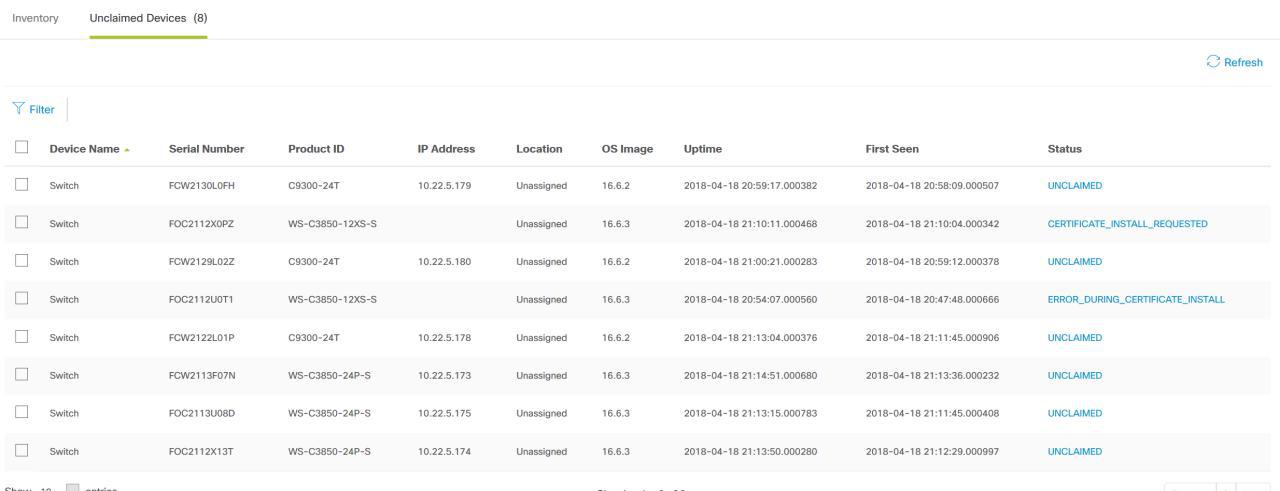 Inventory Unclaimed Devices (8)
Refresh
Filter
Device Name Serial Number Product ID IP Address Location OS Image Uptime First Seen Status
Switch FCW2130L0FH C9300-24T 10.22.5.179 Unassigned 16.6.2 2018-04-18 20:59:17.000382 2018-04-18 20:58:09.000507 UNCLAIMED
Switch FOC2112X0PZ WS-C3850-12XS-S Unassigned 16.6.3 2018-04-18 21:10:11.000468 2018-04-18 21:10:04.000342 CERTIFICATE_INSTALL_REQUESTED
Switch FCW2129L02Z C9300-24T 10.22.5.180 Unassigned 16.6.2 2018-04-18 21:00:21.000283 2018-04-18 20:59:12.000378 UNCLAIMED
Switch FOC2112U0T1 WS-C3850-12XS-S Unassigned 16.6.3 2018-04-18 20:54:07.000560 2018-04-18 20:47:48.000666 ERROR_DURING_CERTIFICATE_INSTALL
Switch FCW2122L01P C9300-24T 10.22.5.178 Unassigned 16.6.2 2018-04-18 21:13:04.000376 2018-04-18 21:11:45.000906 UNCLAIMED
Switch FCW2113F07N WS-C3850-24P-S 10.22.5.173 Unassigned 16.6.3 2018-04-18 21:14:51.000680 2018-04-18 21:13:36.000232 UNCLAIMED
Switch FOC2113U08D WS-C3850-24P-S 10.22.5.175 Unassigned 16.6.3 2018-04-18 21:13:15.000783 2018-04-18 21:11:45.000408 UNCLAIMED
Switch FOC2112X13T WS-C3850-24P-S 10.22.5.174 Unassigned 16.6.3 2018-04-18 21:13:50.000280 2018-04-18 21:12:29.000997 UNCLAIMED
Show 10 entries